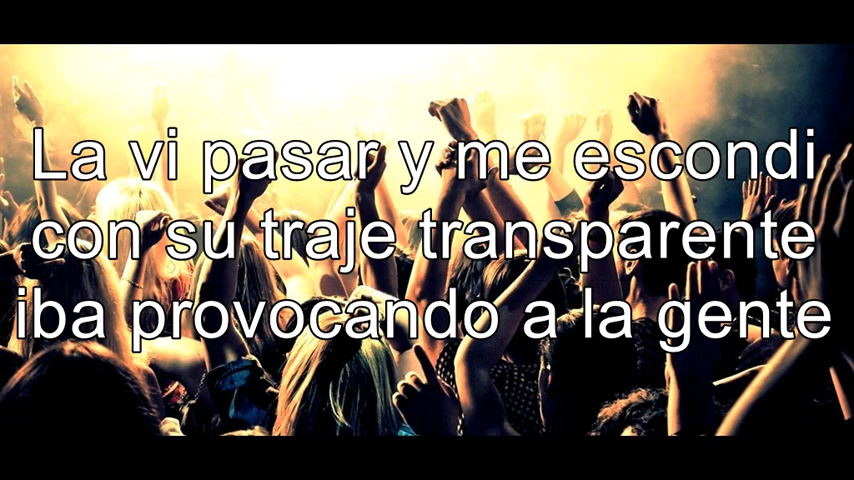 La vi pasar y me escondi
con su traje transparente
iba provocando a la gente